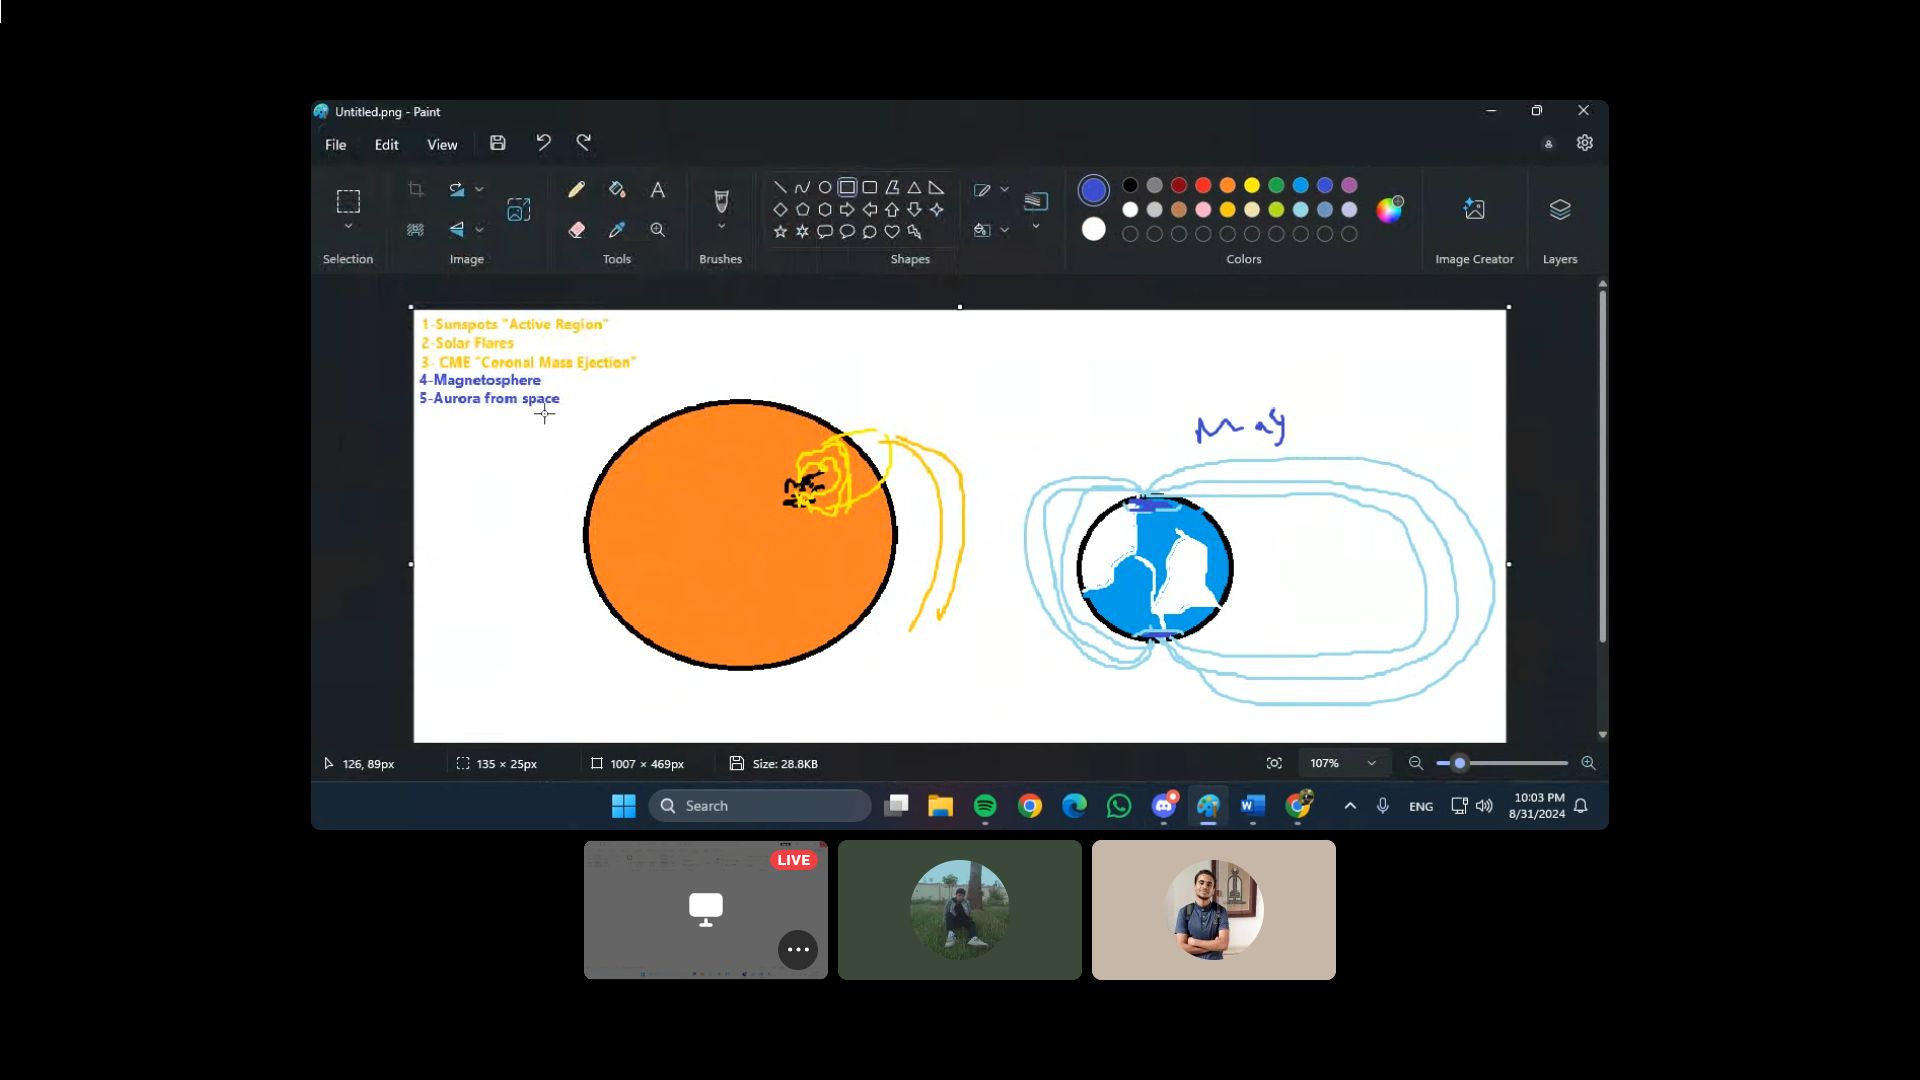 Untitled.png - Paint
File Edit View
Selection Image Tools Brushes Shapes Colors Image Creator Layers
1-Sunspots "Active Region"
2-Solar Flares
3- CME "Coronal Mass Ejection"
4-Magnetosphere
5-Aurora from space
May
126, 89px 135 × 25px 1007 × 469px Size: 28.8KB 107%
Search ENG 10:03 PM
8/31/2024
LIVE